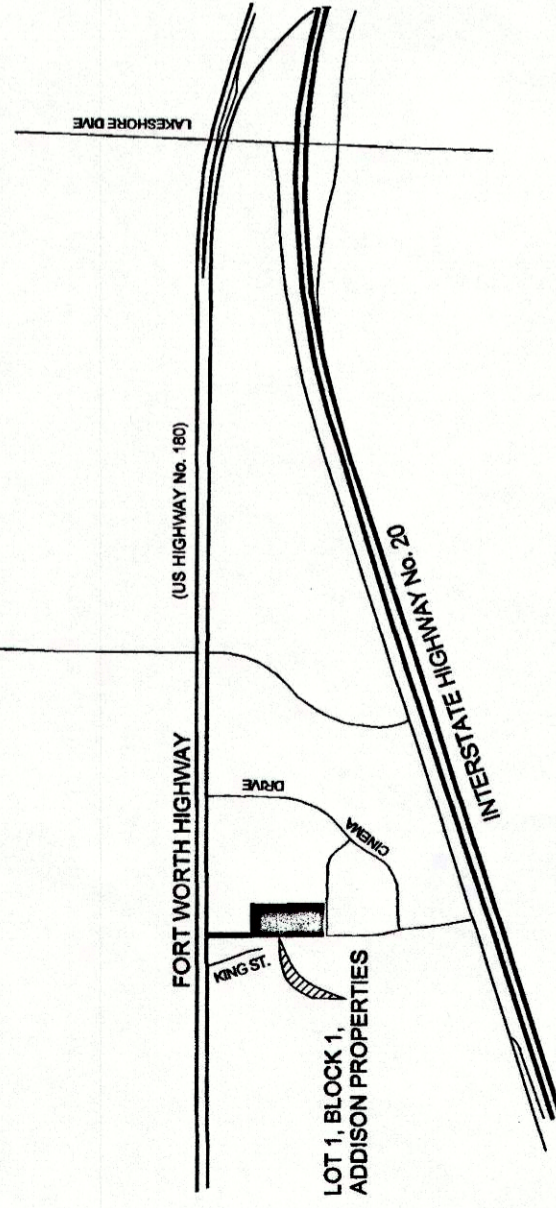 LAKESHORE DIVE
(US HIGHWAY No. 180)
FORT WORTH HIGHWAY
DRIVE
CINEMA
KING ST.
INTERSTATE HIGHWAY No. 20
LOT 1, BLOCK 1,
ADDISON PROPERTIES